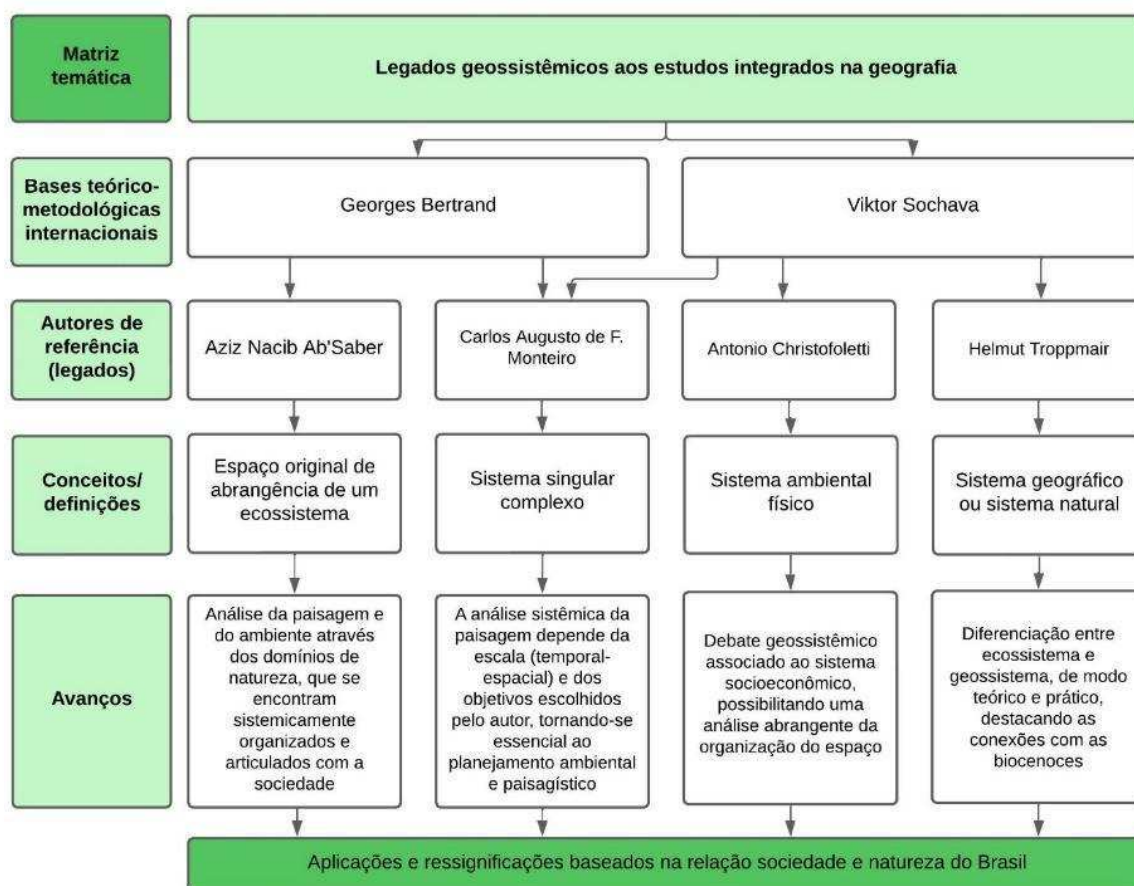 Matriz
temática
Legados geossistêmicos aos estudos integrados na geografia
Bases teórico-
metodológicas
internacionais
Georges Bertrand
Viktor Sochava
Autores de
referência
(legados)
Aziz Nacib Ab'Saber
Carlos Augusto de F.
Monteiro
Antonio Christofoletti
Helmut Troppmair
Conceitos/
definições
Espaço original de
abrangência de um
ecossistema
Sistema singular
complexo
Sistema ambiental
físico
Sistema geográfico
ou sistema natural
Avanços
Análise da paisagem e
do ambiente através
dos domínios de
natureza, que se
encontram
sistemicamente
organizados e
articulados com a
sociedade
A análise sistêmica da
paisagem depende da
escala (temporal-
espacial) e dos
objetivos escolhidos
pelo autor, tornando-se
essencial ao
planejamento ambiental
e paisagístico
Debate geossistêmico
associado ao sistema
socioeconômico,
possibilitando uma
análise abrangente da
organização do espaço
Diferenciação entre
ecossistema e
geossistema, de modo
teórico e prático,
destacando as
conexões com as
biocenoces
Aplicações e ressignificações baseados na relação sociedade e natureza do Brasil